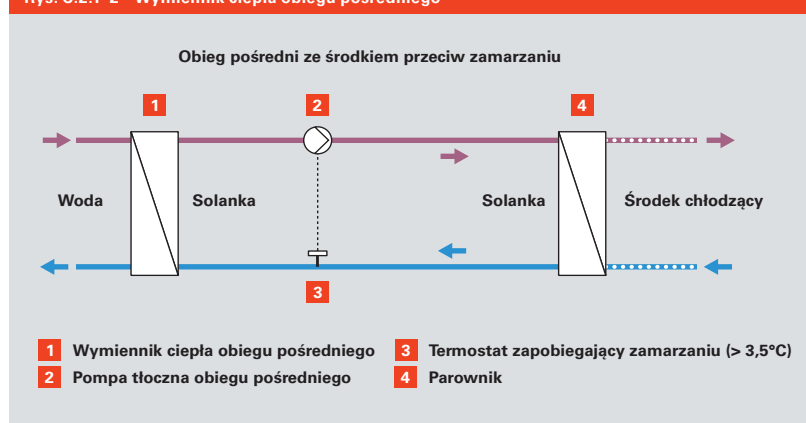 Obieg pośredni ze środkiem przeciw zamarzaniu
1 2 4
Woda Solanka Solanka Środek chłodzący
3
1 Wymiennik ciepła obiegu pośredniego 3 Termostat zapobiegający zamarzaniu (> 3,5°C)
2 Pompa tłoczna obiegu pośredniego 4 Parownik